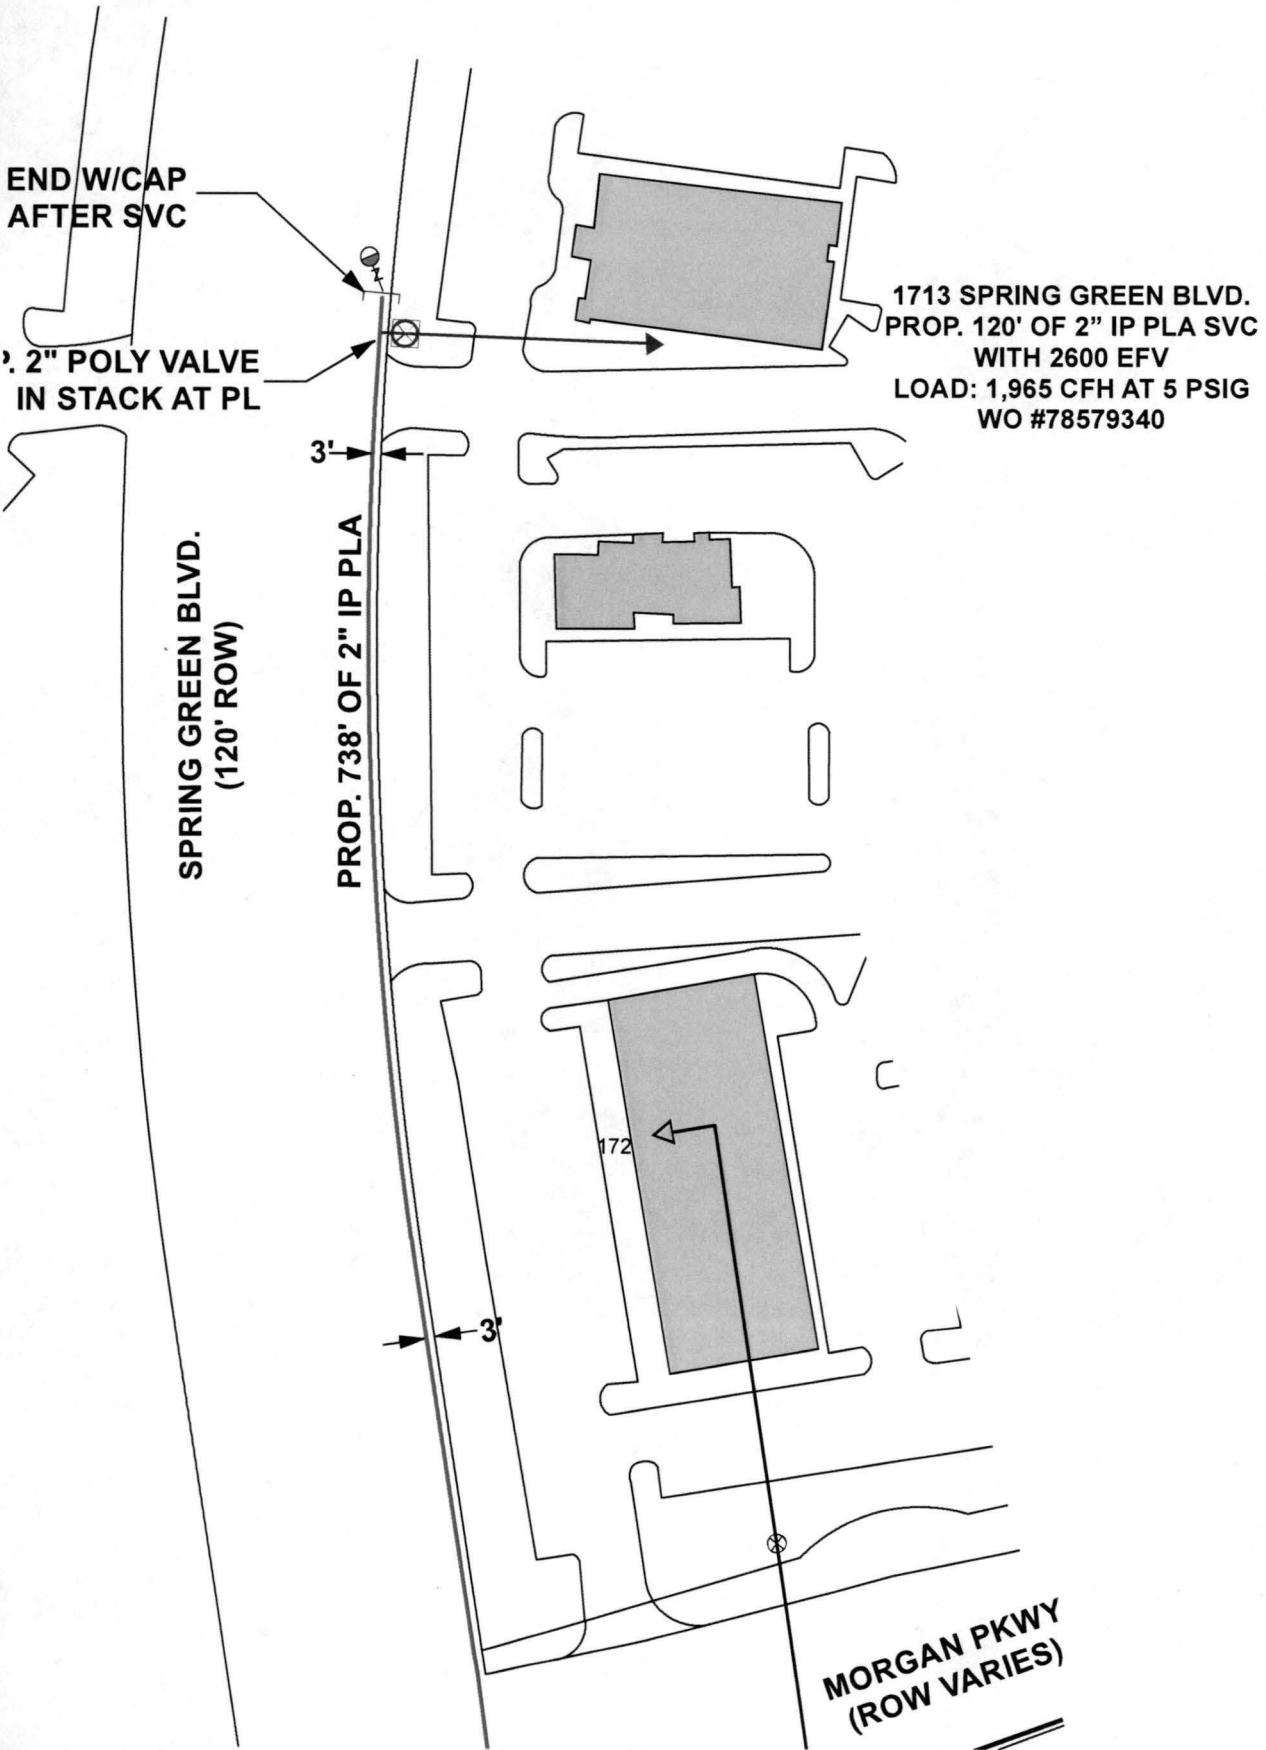 END W/CAP
AFTER SVC
2" POLY VALVE
IN STACK AT PL
1713 SPRING GREEN BLVD.
PROP. 120' OF 2” IP PLA SVC
WITH 2600 EFV
LOAD: 1,965 CFH AT 5 PSIG
WO #78579340
3'
SPRING GREEN BLVD.
(120' ROW)
PROP. 738' OF 2" IP PLA
172
3'
MORGAN PKWY
(ROW VARIES)